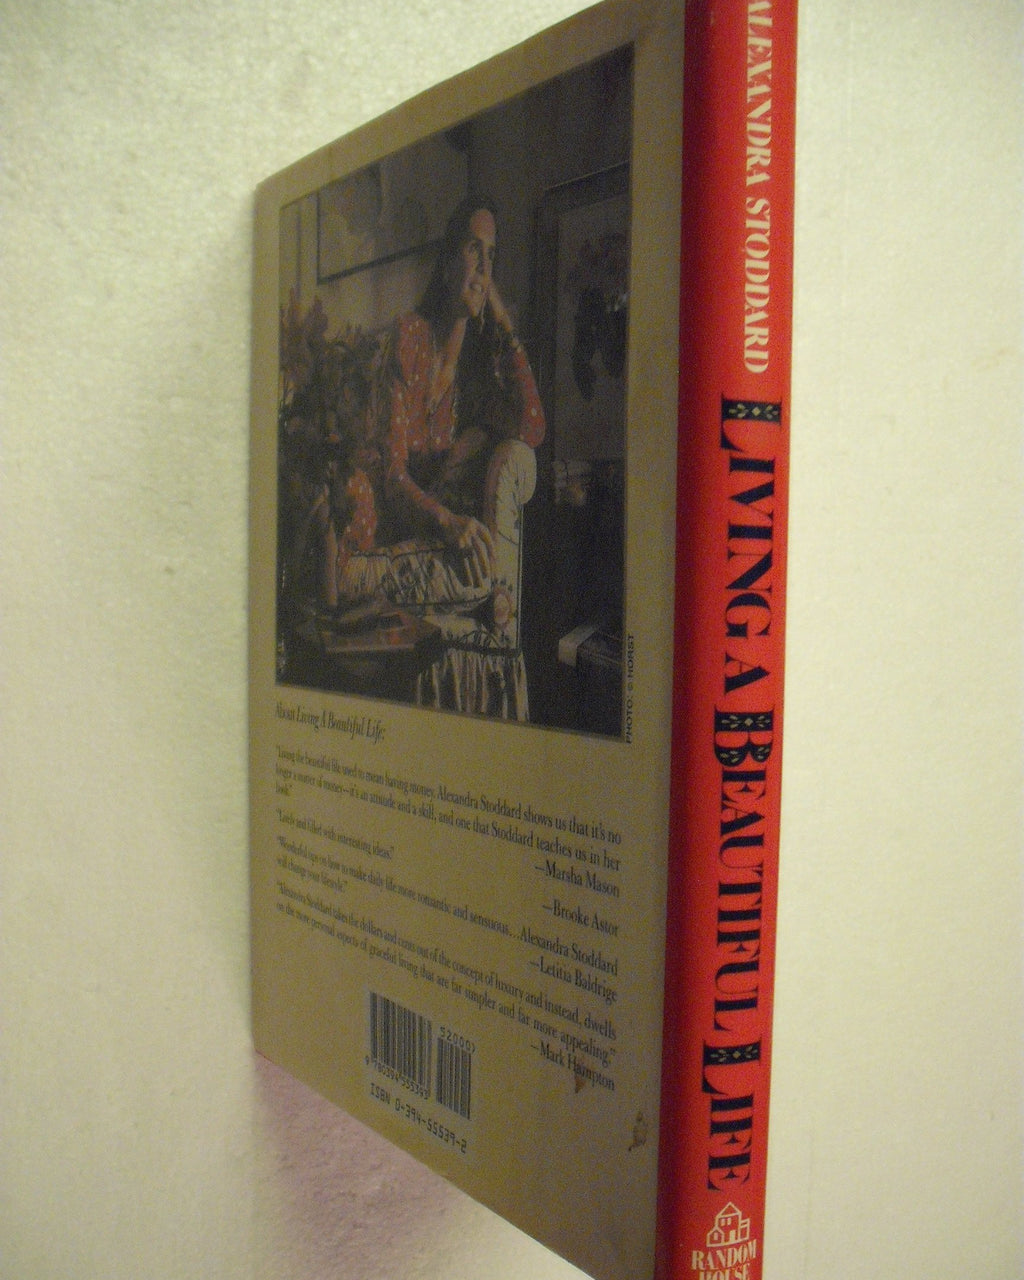 ALEXANDRA STODDARD
LIVING A BEAUTIFUL LIFE
RANDOM
HOUSE
PHOTO: © HORST
About Living A Beautiful Life:
"Living the beautiful life used to mean having money. Alexandra Stoddard shows us that it's no
longer a matter of money—it's an attitude and a skill, and one that Stoddard teaches us in her
book."
—Marsha Mason
"Lively and filled with interesting ideas."
—Brooke Astor
"Wonderful tips on how to make daily life more romantic and sensuous...Alexandra Stoddard
will change your lifestyle."
—Letitia Baldrige
"Alexandra Stoddard takes the dollars and cents out of the concept of luxury and instead, dwells
on the more personal aspects of graceful living that are far simpler and far more appealing."
—Mark Hampton
52000
9 780394 555393
ISBN 0-394-55539-2